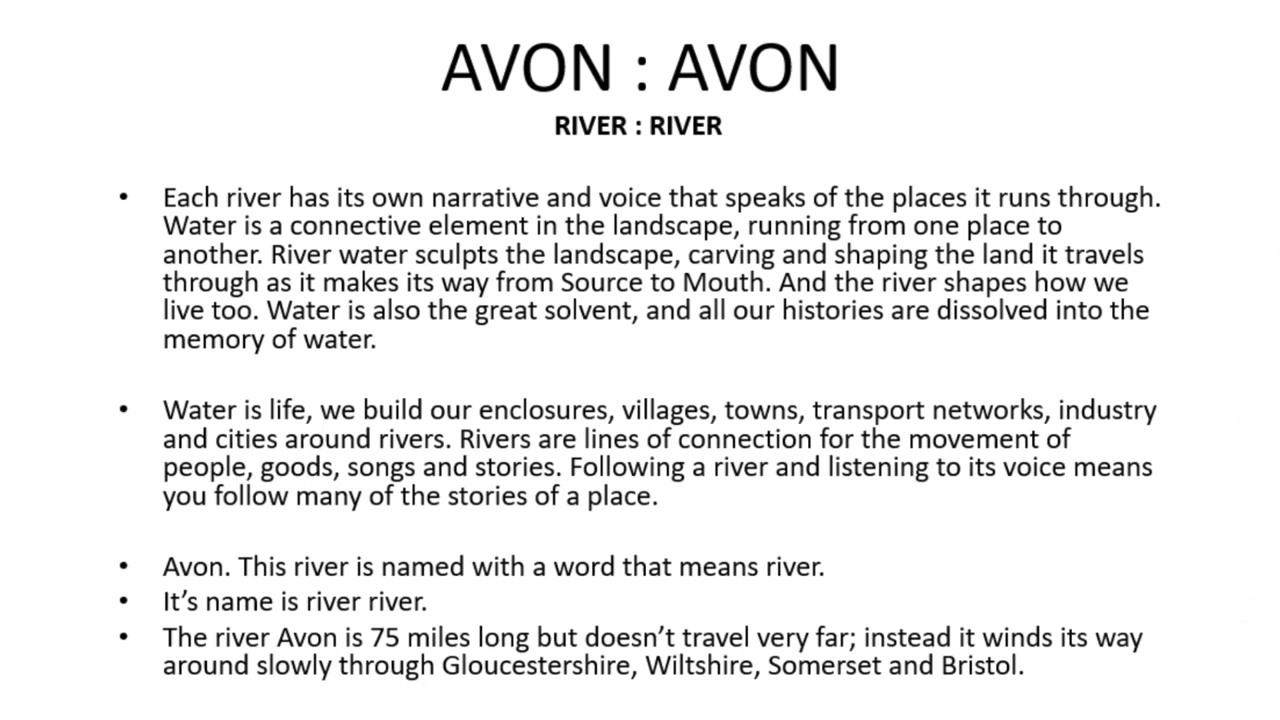 AVON : AVON
RIVER : RIVER
• Each river has its own narrative and voice that speaks of the places it runs through.
Water is a connective element in the landscape, running from one place to
another. River water sculpts the landscape, carving and shaping the land it travels
through as it makes its way from Source to Mouth. And the river shapes how we
live too. Water is also the great solvent, and all our histories are dissolved into the
memory of water.
• Water is life, we build our enclosures, villages, towns, transport networks, industry
and cities around rivers. Rivers are lines of connection for the movement of
people, goods, songs and stories. Following a river and listening to its voice means
you follow many of the stories of a place.
• Avon. This river is named with a word that means river.
• It’s name is river river.
• The river Avon is 75 miles long but doesn’t travel very far; instead it winds its way
around slowly through Gloucestershire, Wiltshire, Somerset and Bristol.